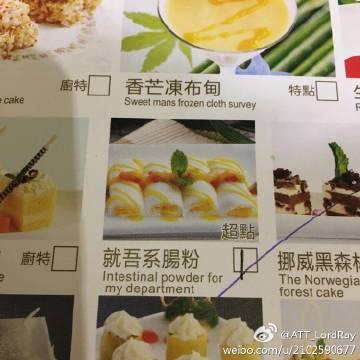 廚特
香芒凍布甸
Sweet mans frozen cloth survey
特點
e cake
超點
廚特
就吾系腸粉
Intestinal powder for
my department
挪威黑森林
The Norwegian
forest cake
@ATT_LordRay
weibo.com/u/2102590677